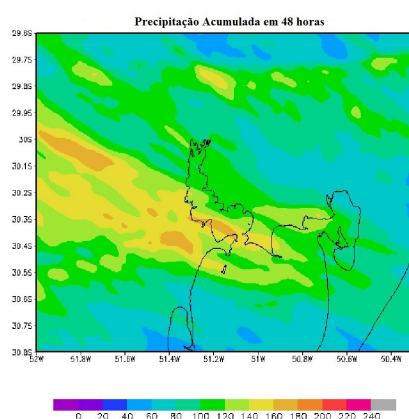 Precipitação Acumulada em 48 horas
29.6S
29.75
29.8S
29.9S
30S
30.1S
30.2S
30.3S
30.4S
30.5S
30.6S
30.7S
30.8S
52W 51.8W 51.6W 51.4W 51.2W 51W 50.8W 50.6W 50.4W
0 20 40 60 80 100 120 140 160 180 200 220 240